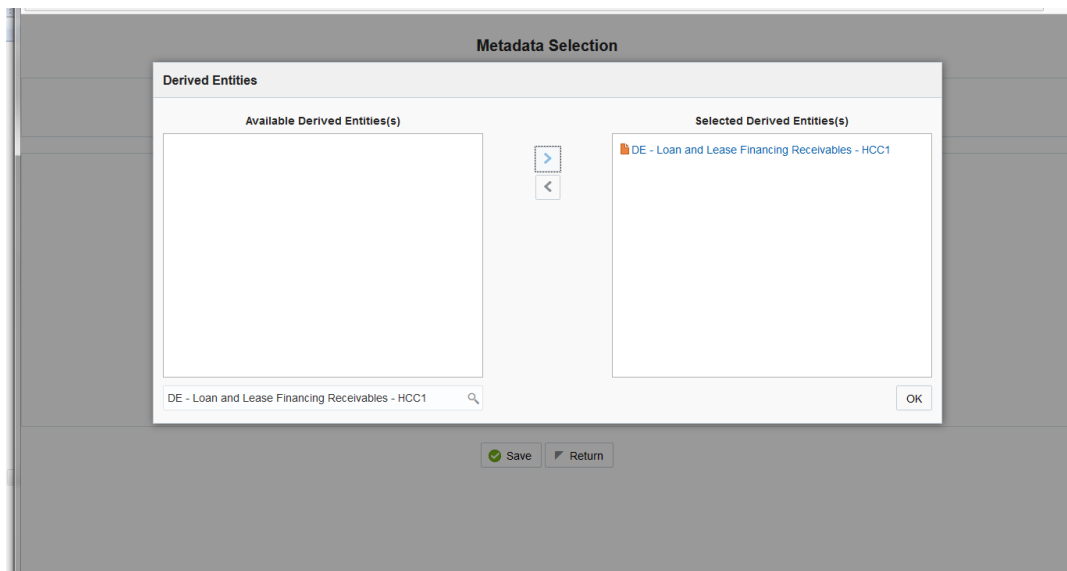 Metadata Selection
Derived Entities
Available Derived Entities(s)
Selected Derived Entities(s)
DE - Loan and Lease Financing Receivables - HCC1
DE - Loan and Lease Financing Receivables - HCC1
OK
Save
Return